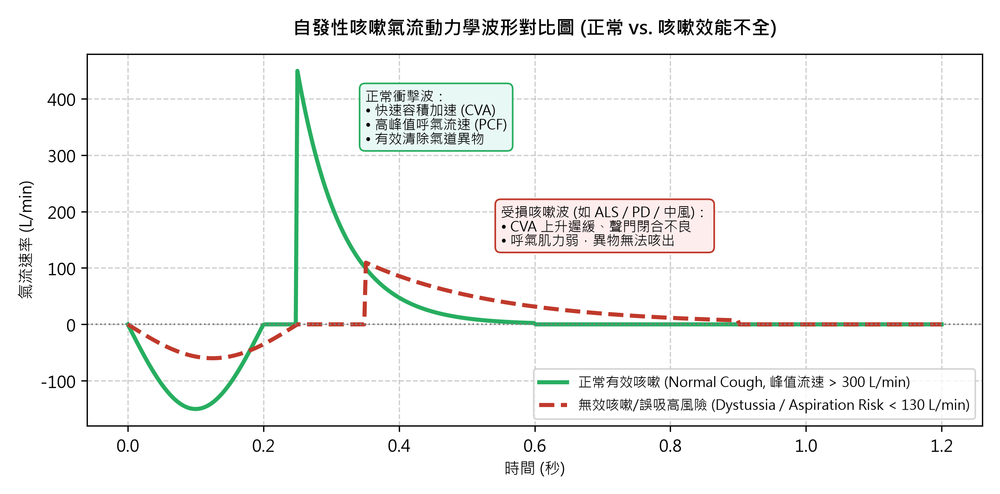 自發性咳嗽氣流動力學波形對比圖 (正常 vs. 咳嗽效能不全)
氣流速率 (L/min)
400
300
200
100
0
-100
正常衝擊波：
• 快速容積加速 (CVA)
• 高峰值呼氣流速 (PCF)
• 有效清除氣道異物
受損咳嗽波 (如 ALS / PD / 中風)：
• CVA 上升遲緩、聲門閉合不良
• 呼氣肌力弱，異物無法咳出
正常有效咳嗽 (Normal Cough, 峰值流速 > 300 L/min)
無效咳嗽/誤吸高風險 (Dystussia / Aspiration Risk < 130 L/min)
0.0 0.2 0.4 0.6 0.8 1.0 1.2
時間 (秒)